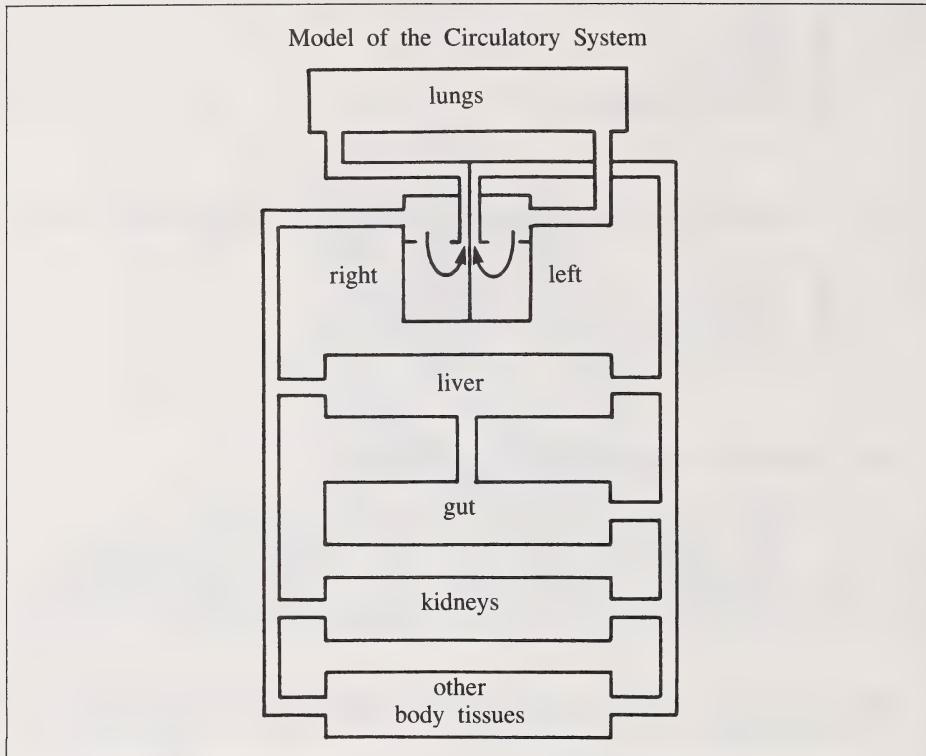 Model of the Circulatory System
lungs
right
left
liver
gut
kidneys
other
body tissues